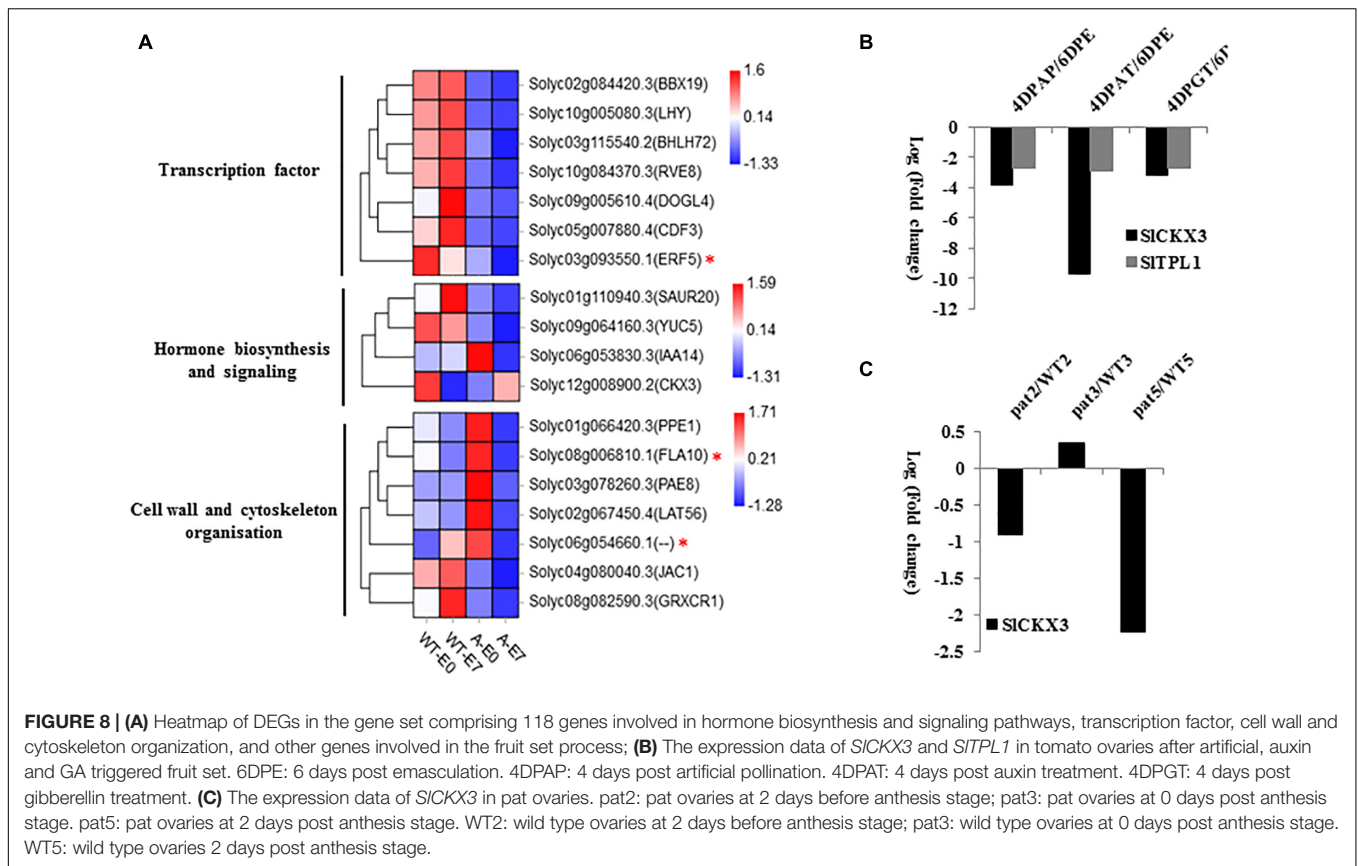 A
Transcription factor
Solyc02g084420.3(BBX19)
Solyc10g005080.3(LHY)
Solyc03g115540.2(BHLH72)
Solyc10g084370.3(RVE8)
Solyc09g005610.4(DOGL4)
Solyc05g007880.4(CDF3)
Solyc03g093550.1(ERF5) *
1.6
0.14
-1.33
Hormone biosynthesis
and signaling
Solyc01g110940.3(SAUR20)
Solyc09g064160.3(YUC5)
Solyc06g053830.3(IAA14)
Solyc12g008900.2(CKX3)
1.59
0.14
-1.31
Cell wall and cytoskeleton
organisation
Solyc01g066420.3(PPE1)
Solyc08g006810.1(FLA10) *
Solyc03g078260.3(PAE8)
Solyc02g067450.4(LAT56)
Solyc06g054660.1(--) *
Solyc04g080040.3(JAC1)
Solyc08g082590.3(GRXCR1)
1.71
0.21
-1.28
WT-E0
WT-E7
A-E0
A-E7
B
4DPAP/6DPE
4DPAT/6DPE
4DPGT/6
Log (Fold change)
0
-2
-4
-6
-8
-10
-12
SlCKX3
SlTPL1
C
pat2/WT2
pat3/WT3
pat5/WT5
Log (Fold change)
0.5
0
-0.5
-1
-1.5
-2
-2.5
SlCKX3
FIGURE 8 | (A) Heatmap of DEGs in the gene set comprising 118 genes involved in hormone biosynthesis and signaling pathways, transcription factor, cell wall and
cytoskeleton organization, and other genes involved in the fruit set process; (B) The expression data of SlCKX3 and SlTPL1 in tomato ovaries after artificial, auxin
and GA triggered fruit set. 6DPE: 6 days post emasculation. 4DPAP: 4 days post artificial pollination. 4DPAT: 4 days post auxin treatment. 4DPGT: 4 days post
gibberellin treatment. (C) The expression data of SlCKX3 in pat ovaries. pat2: pat ovaries at 2 days before anthesis stage; pat3: pat ovaries at 0 days post anthesis
stage. pat5: pat ovaries at 2 days post anthesis stage. WT2: wild type ovaries at 2 days before anthesis stage; pat3: wild type ovaries at 0 days post anthesis stage.
WT5: wild type ovaries 2 days post anthesis stage.